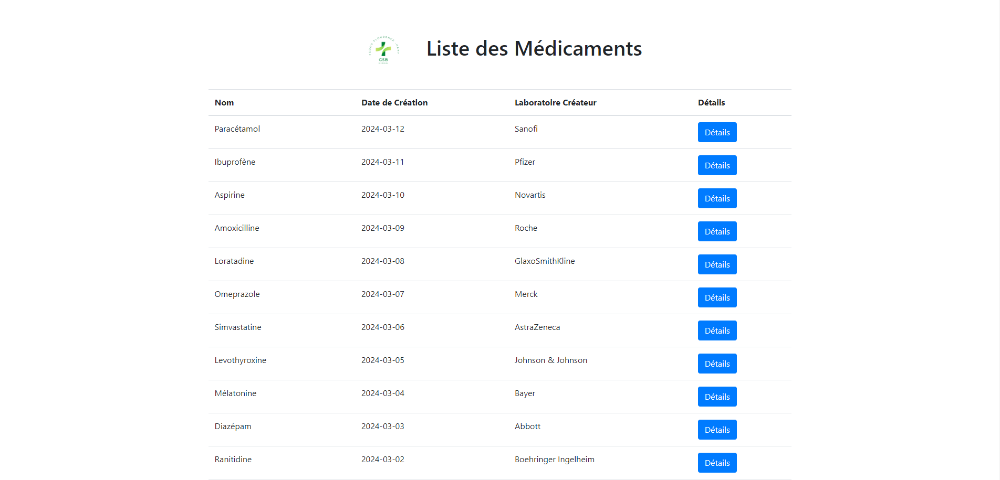 GSB
Liste des Médicaments
Nom Date de Création Laboratoire Créateur Détails
Paracétamol 2024-03-12 Sanofi Détails
Ibuprofène 2024-03-11 Pfizer Détails
Aspirine 2024-03-10 Novartis Détails
Amoxicilline 2024-03-09 Roche Détails
Loratadine 2024-03-08 GlaxoSmithKline Détails
Omeprazole 2024-03-07 Merck Détails
Simvastatine 2024-03-06 AstraZeneca Détails
Levothyroxine 2024-03-05 Johnson & Johnson Détails
Mélatonine 2024-03-04 Bayer Détails
Diazépam 2024-03-03 Abbott Détails
Ranitidine 2024-03-02 Boehringer Ingelheim Détails